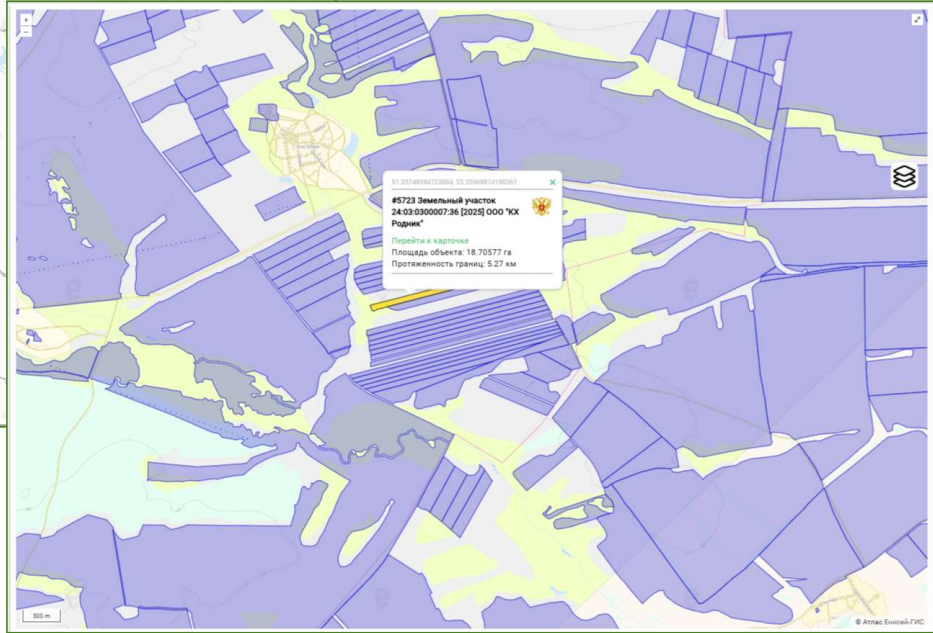 +
−
91.35748994723004, 53.35969874180361
×
#5723 Земельный участок
24:03:0300007:36 [2025] ООО "КХ
Родник"
Перейти к карточке
Площадь объекта: 18.70577 га
Протяженность границ: 5.27 км
500 m
© Атлас Енисей-ГИС